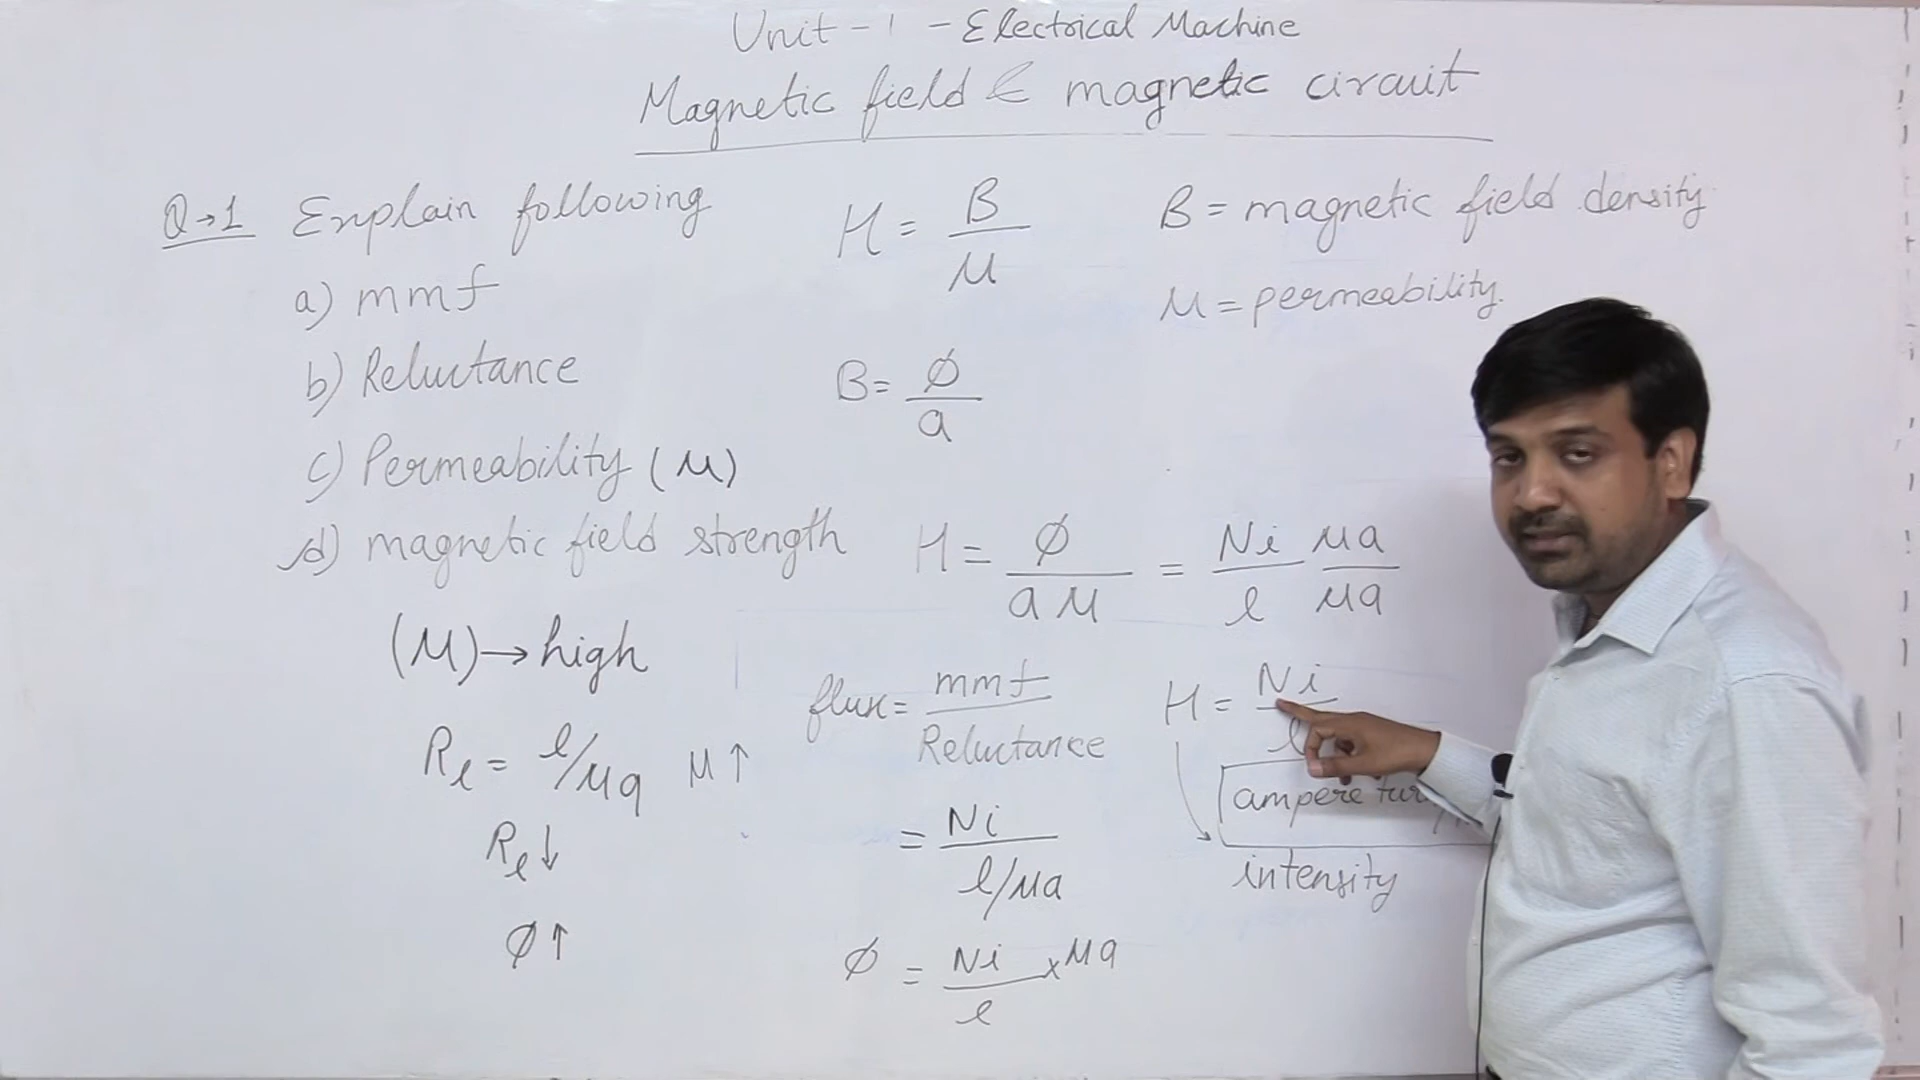 Unit - 1 - Electrical Machine
Magnetic field & magnetic circuit
Q→1 Explain following
a) mmf
b) Reluctance
c) Permeability (μ)
d) magnetic field strength
(μ) → high
Rl = l/μa μ↑
Rl↓
Ø↑
H = B/μ
B = Ø/a
H = Ø/aμ = Ni/l μa/μa
flux = mmf/Reluctance
= Ni/l/μa
Ø = Ni/l × μa
B = magnetic field density
μ = permeability.
H = Ni/l
ampere
intensity